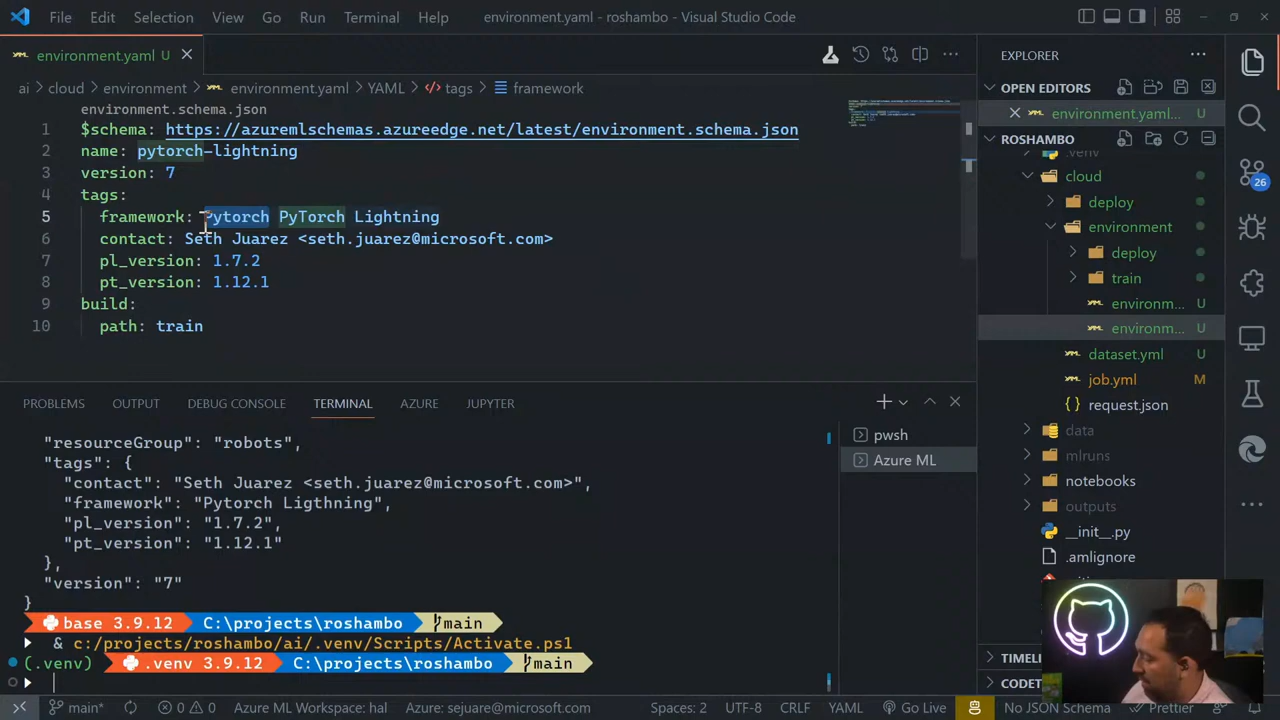 File Edit Selection View Go Run Terminal Help environment.yaml - roshambo - Visual Studio Code
environment.yaml U
ai > cloud > environment > environment.yaml > YAML > tags > framework
environment.schema.json
1 $schema: https://azuremlschemas.azureedge.net/latest/environment.schema.json
2 name: pytorch-lightning
3 version: 7
4 tags:
5 framework: Pytorch PyTorch Lightning
6 contact: Seth Juarez <seth.juarez@microsoft.com>
7 pl_version: 1.7.2
8 pt_version: 1.12.1
9 build:
10 path: train
PROBLEMS OUTPUT DEBUG CONSOLE TERMINAL AZURE JUPYTER
"resourceGroup": "robots",
"tags": {
"contact": "Seth Juarez <seth.juarez@microsoft.com>",
"framework": "Pytorch Ligthning",
"pl_version": "1.7.2",
"pt_version": "1.12.1"
},
"version": "7"
}
base 3.9.12 C:\projects\roshambo main
& c:/projects/roshambo/ai/.venv/Scripts/Activate.ps1
(.venv) .venv 3.9.12 C:\projects\roshambo main
pwsh
Azure ML
EXPLORER
OPEN EDITORS
environment.yaml... U
ROSHAMBO
.venv
cloud
deploy
environment
deploy
train
environm... U
environm... U
dataset.yml U
job.yml M
request.json
data
mlruns
notebooks
outputs
__init__.py
.amlignore
TIMELI
CODET
26
main* 0 0 Azure ML Workspace: hal Azure: sejuare@microsoft.com Spaces: 2 UTF-8 CRLF YAML Go Live No JSON Schema Prettier